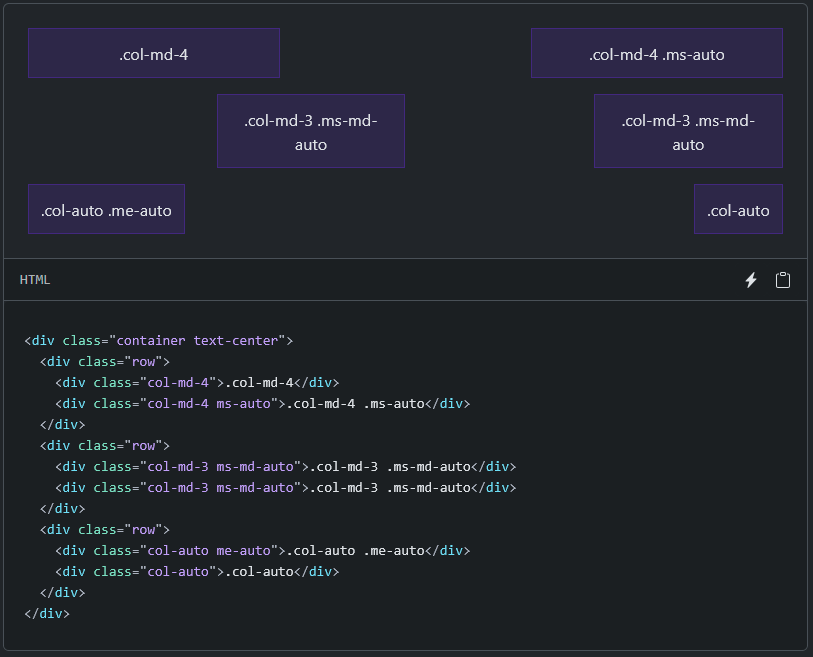 .col-md-4
.col-md-4 .ms-auto
.col-md-3 .ms-md-
auto
.col-md-3 .ms-md-
auto
.col-auto .me-auto
.col-auto
HTML
<div class="container text-center">
  <div class="row">
    <div class="col-md-4">.col-md-4</div>
    <div class="col-md-4 ms-auto">.col-md-4 .ms-auto</div>
  </div>
  <div class="row">
    <div class="col-md-3 ms-md-auto">.col-md-3 .ms-md-auto</div>
    <div class="col-md-3 ms-md-auto">.col-md-3 .ms-md-auto</div>
  </div>
  <div class="row">
    <div class="col-auto me-auto">.col-auto .me-auto</div>
    <div class="col-auto">.col-auto</div>
  </div>
</div>